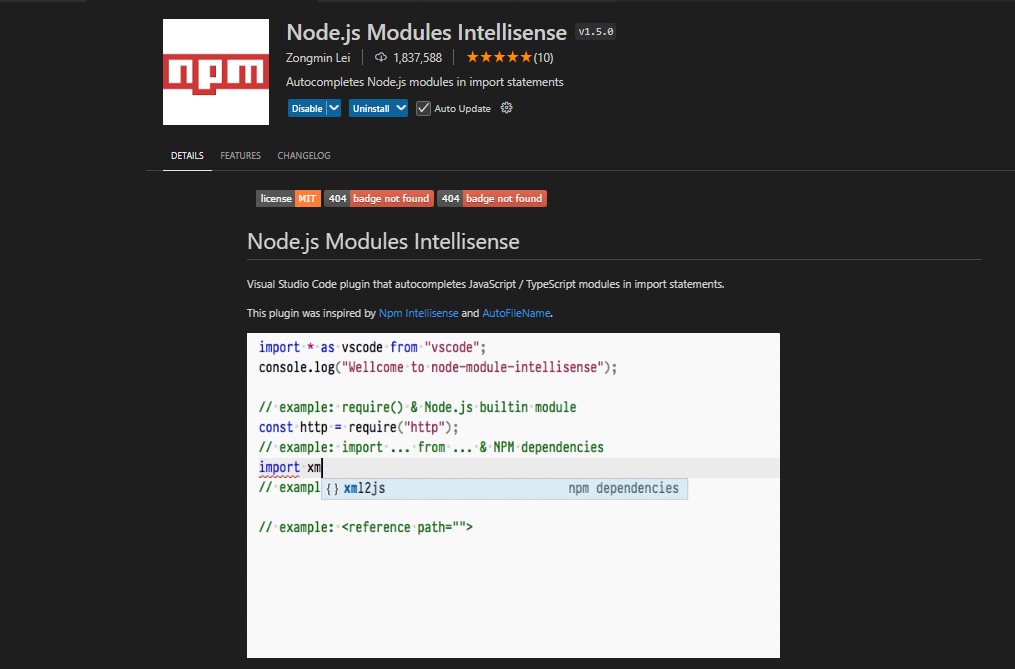 npm
Node.js Modules Intellisense v1.5.0
Zongmin Lei 1,837,588 ★★★★★(10)
Autocompletes Node.js modules in import statements
Disable Uninstall Auto Update
DETAILS FEATURES CHANGELOG
license MIT 404 badge not found 404 badge not found
Node.js Modules Intellisense
Visual Studio Code plugin that autocompletes JavaScript / TypeScript modules in import statements.
This plugin was inspired by Npm Intellisense and AutoFileName.
import * as vscode from "vscode";
console.log("Wellcome to node-module-intellisense");
// example: require() & Node.js builtin module
const http = require("http");
// example: import ... from ... & NPM dependencies
import xm
// exampl {} xml2js npm dependencies
// example: <reference path="">